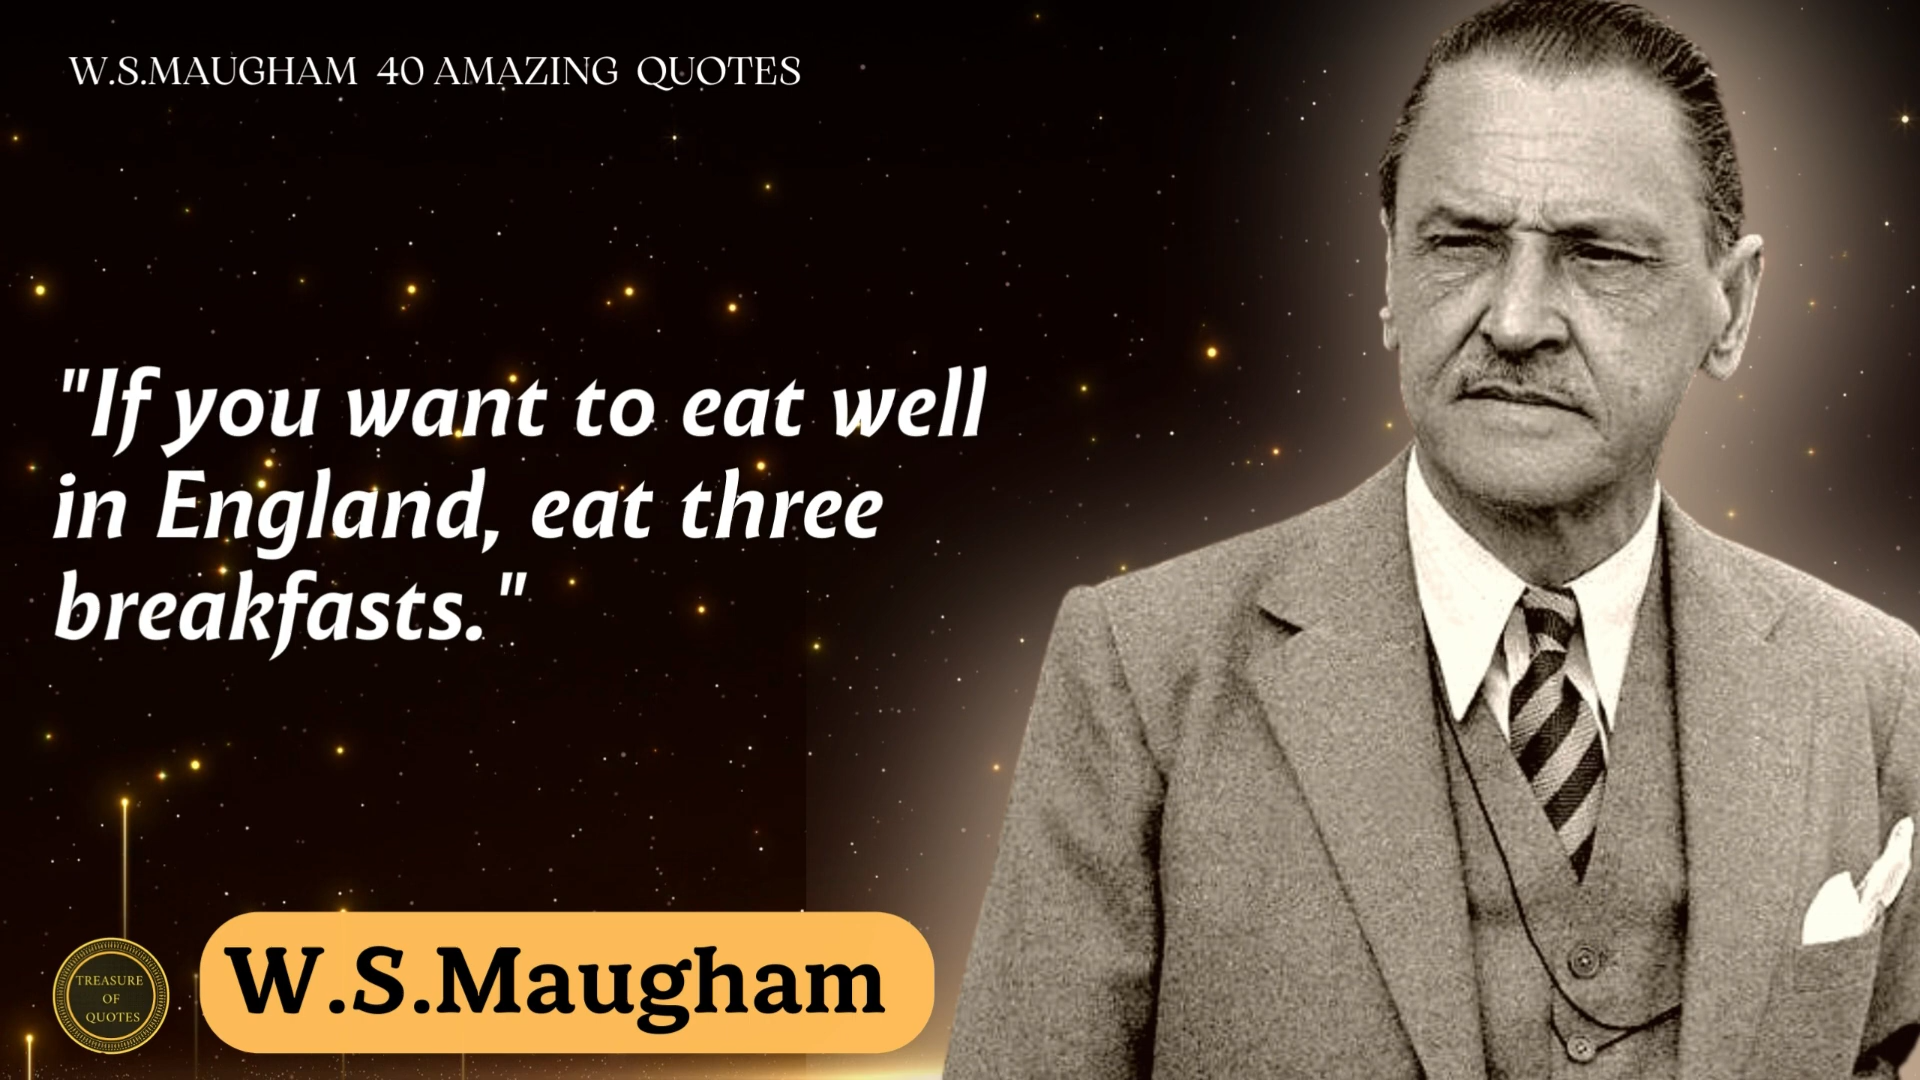 W.S.MAUGHAM 40 AMAZING QUOTES
"If you want to eat well
in England, eat three
breakfasts."
W.S.Maugham
TREASURE
OF
QUOTES